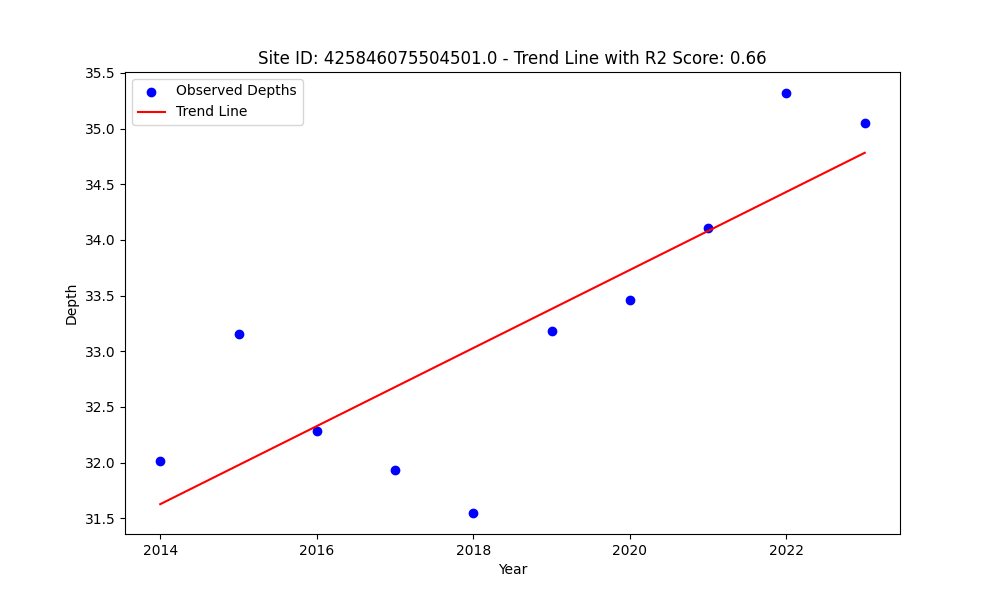 Site ID: 425846075504501.0 - Trend Line with R2 Score: 0.66
Observed Depths
Trend Line
35.5
35.0
34.5
34.0
33.5
33.0
32.5
32.0
31.5
Depth
2014
2016
2018
2020
2022
Year